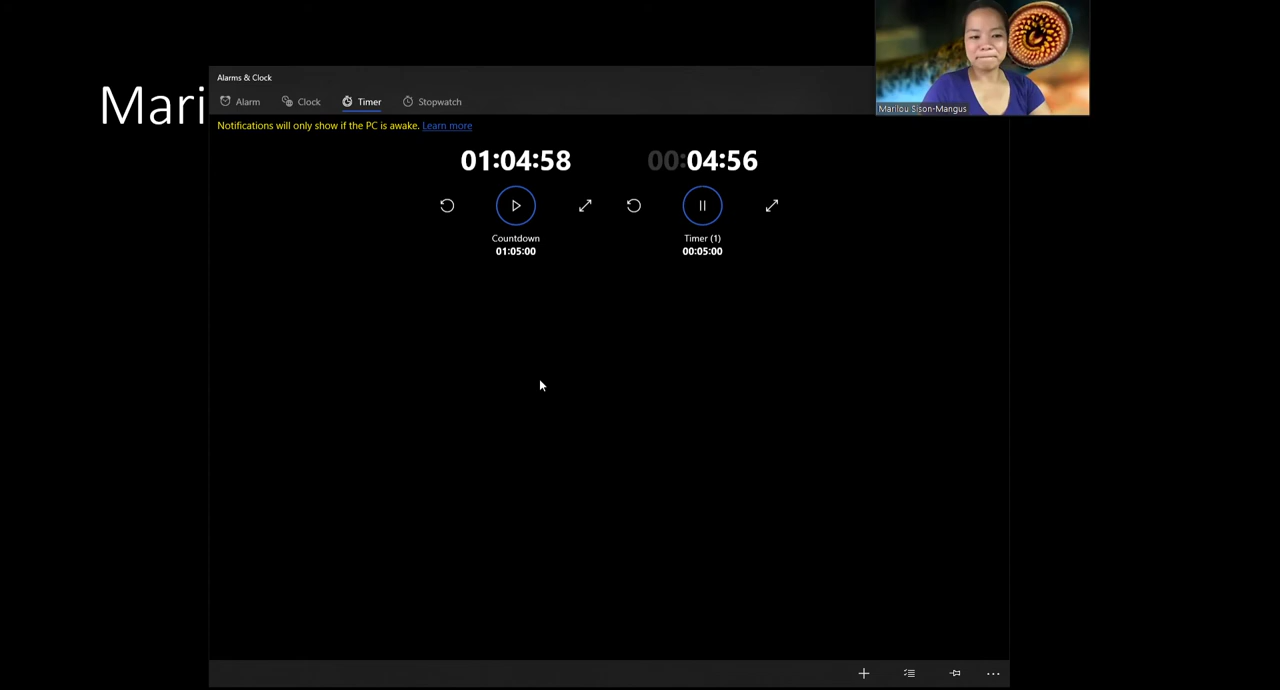 Mari
Alarms & Clock
Alarm Clock Timer Stopwatch
Marilou Sison-Mangus
Notifications will only show if the PC is awake. Learn more
01:04:58 00:04:56
Countdown Timer (1)
01:05:00 00:05:00